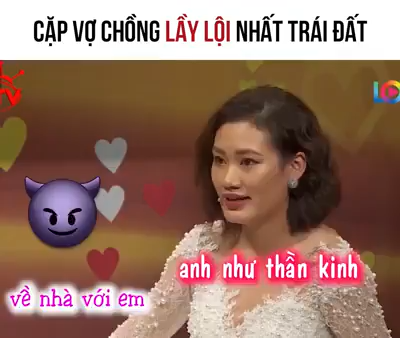 CẶP VỢ CHỒNG LẦY LỘI NHẤT TRÁI ĐẤT
anh như thần kinh
về nhà với em